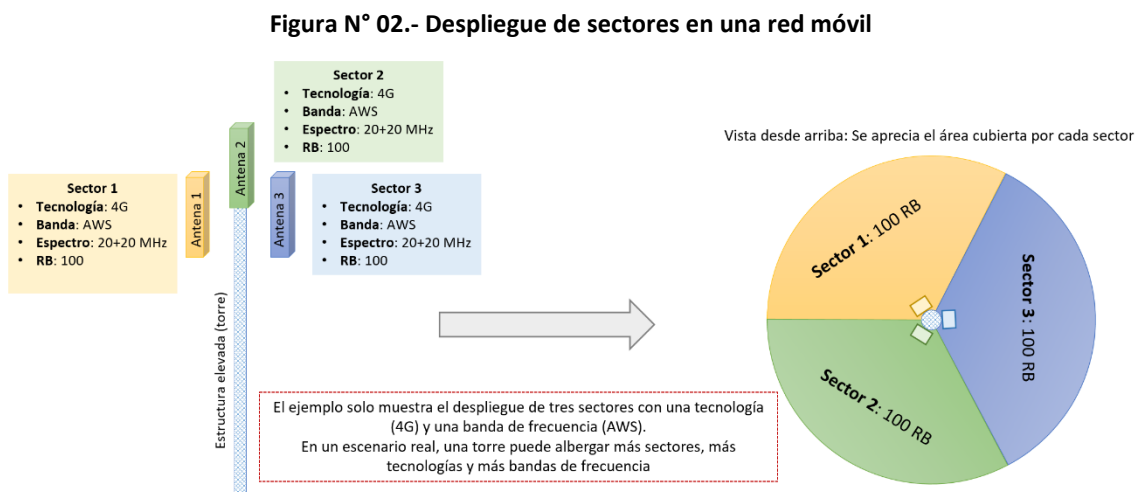 Figura N° 02.- Despliegue de sectores en una red móvil
Sector 2
• Tecnología: 4G
• Banda: AWS
• Espectro: 20+20 MHz
• RB: 100
Antena 2
Sector 1
• Tecnología: 4G
• Banda: AWS
• Espectro: 20+20 MHz
• RB: 100
Antena 1
Antena 3
Sector 3
• Tecnología: 4G
• Banda: AWS
• Espectro: 20+20 MHz
• RB: 100
Estructura elevada (torre)
Vista desde arriba: Se aprecia el área cubierta por cada sector
Sector 1: 100 RB
Sector 3: 100 RB
Sector 2: 100 RB
El ejemplo solo muestra el despliegue de tres sectores con una tecnología
(4G) y una banda de frecuencia (AWS).
En un escenario real, una torre puede albergar más sectores, más
tecnologías y más bandas de frecuencia